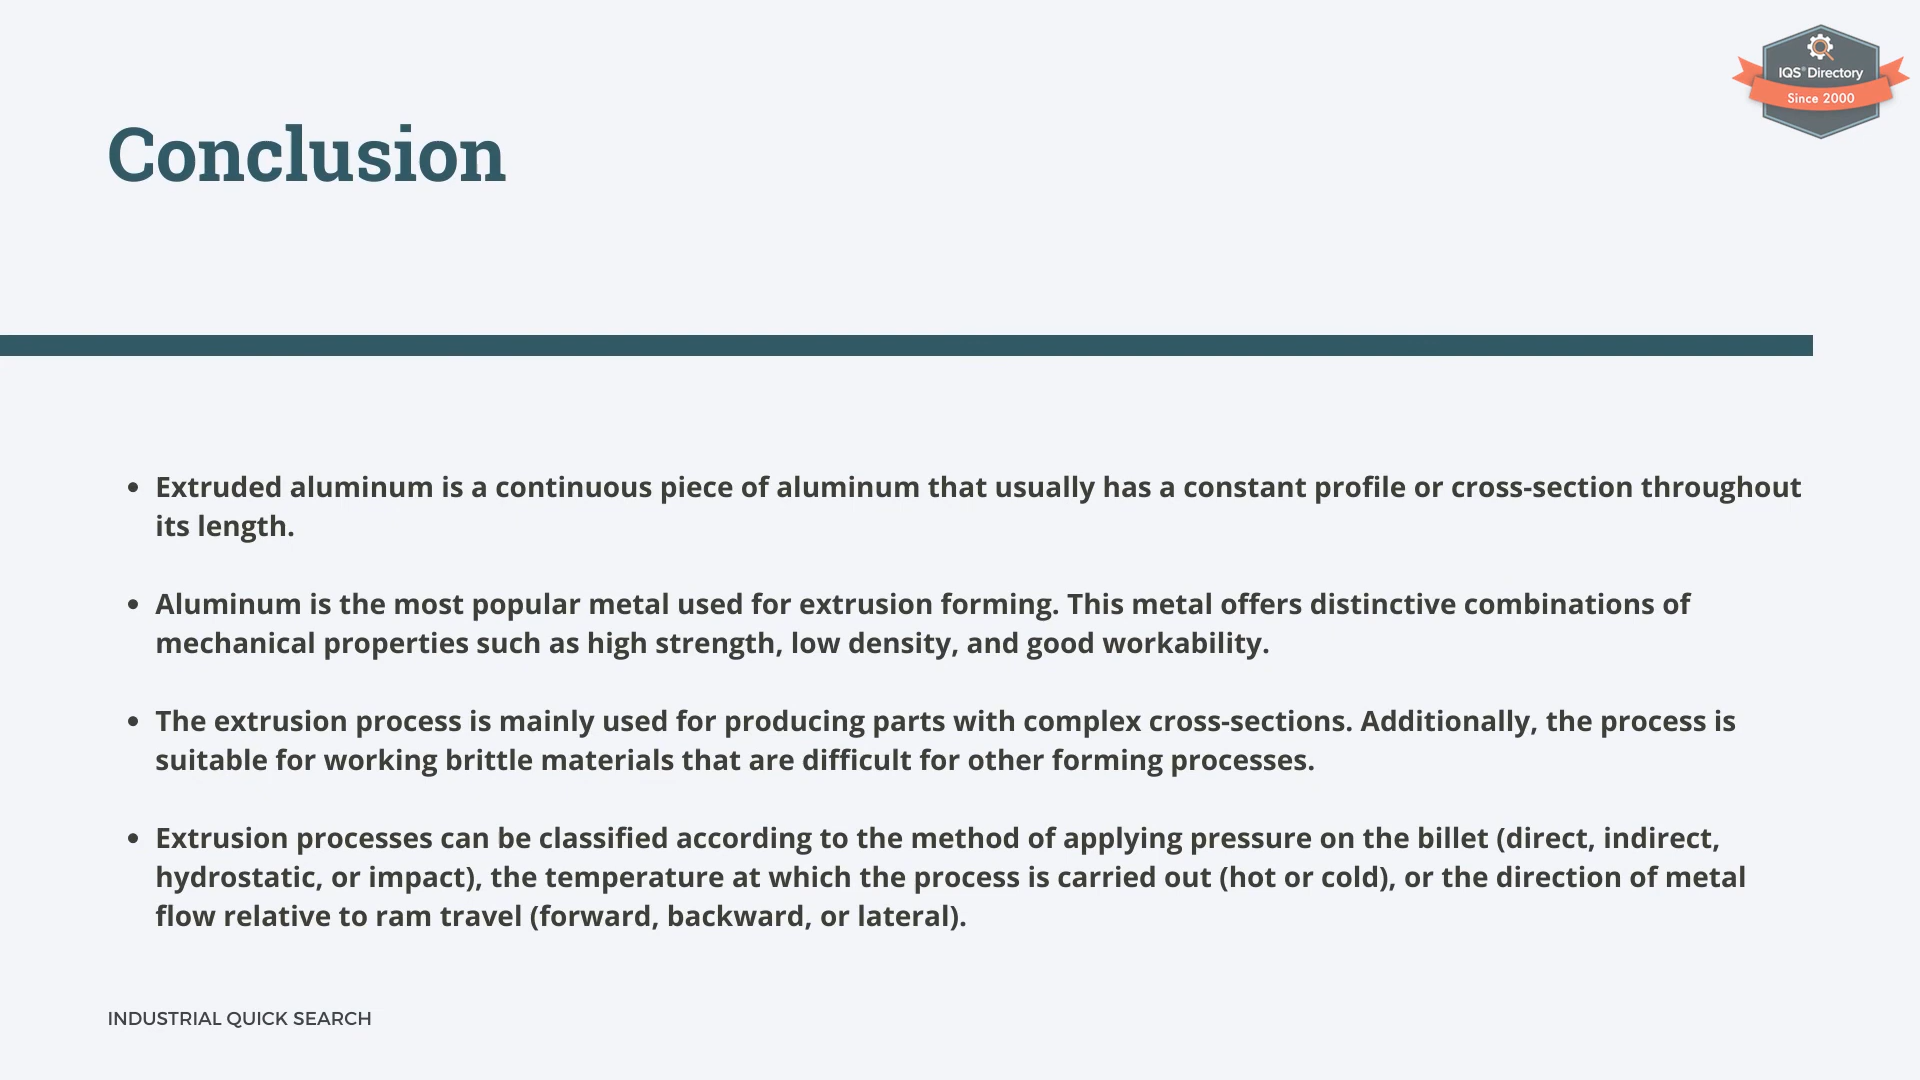 IQS® Directory
Since 2000
Conclusion
• Extruded aluminum is a continuous piece of aluminum that usually has a constant profile or cross-section throughout
its length.
• Aluminum is the most popular metal used for extrusion forming. This metal offers distinctive combinations of
mechanical properties such as high strength, low density, and good workability.
• The extrusion process is mainly used for producing parts with complex cross-sections. Additionally, the process is
suitable for working brittle materials that are difficult for other forming processes.
• Extrusion processes can be classified according to the method of applying pressure on the billet (direct, indirect,
hydrostatic, or impact), the temperature at which the process is carried out (hot or cold), or the direction of metal
flow relative to ram travel (forward, backward, or lateral).
INDUSTRIAL QUICK SEARCH